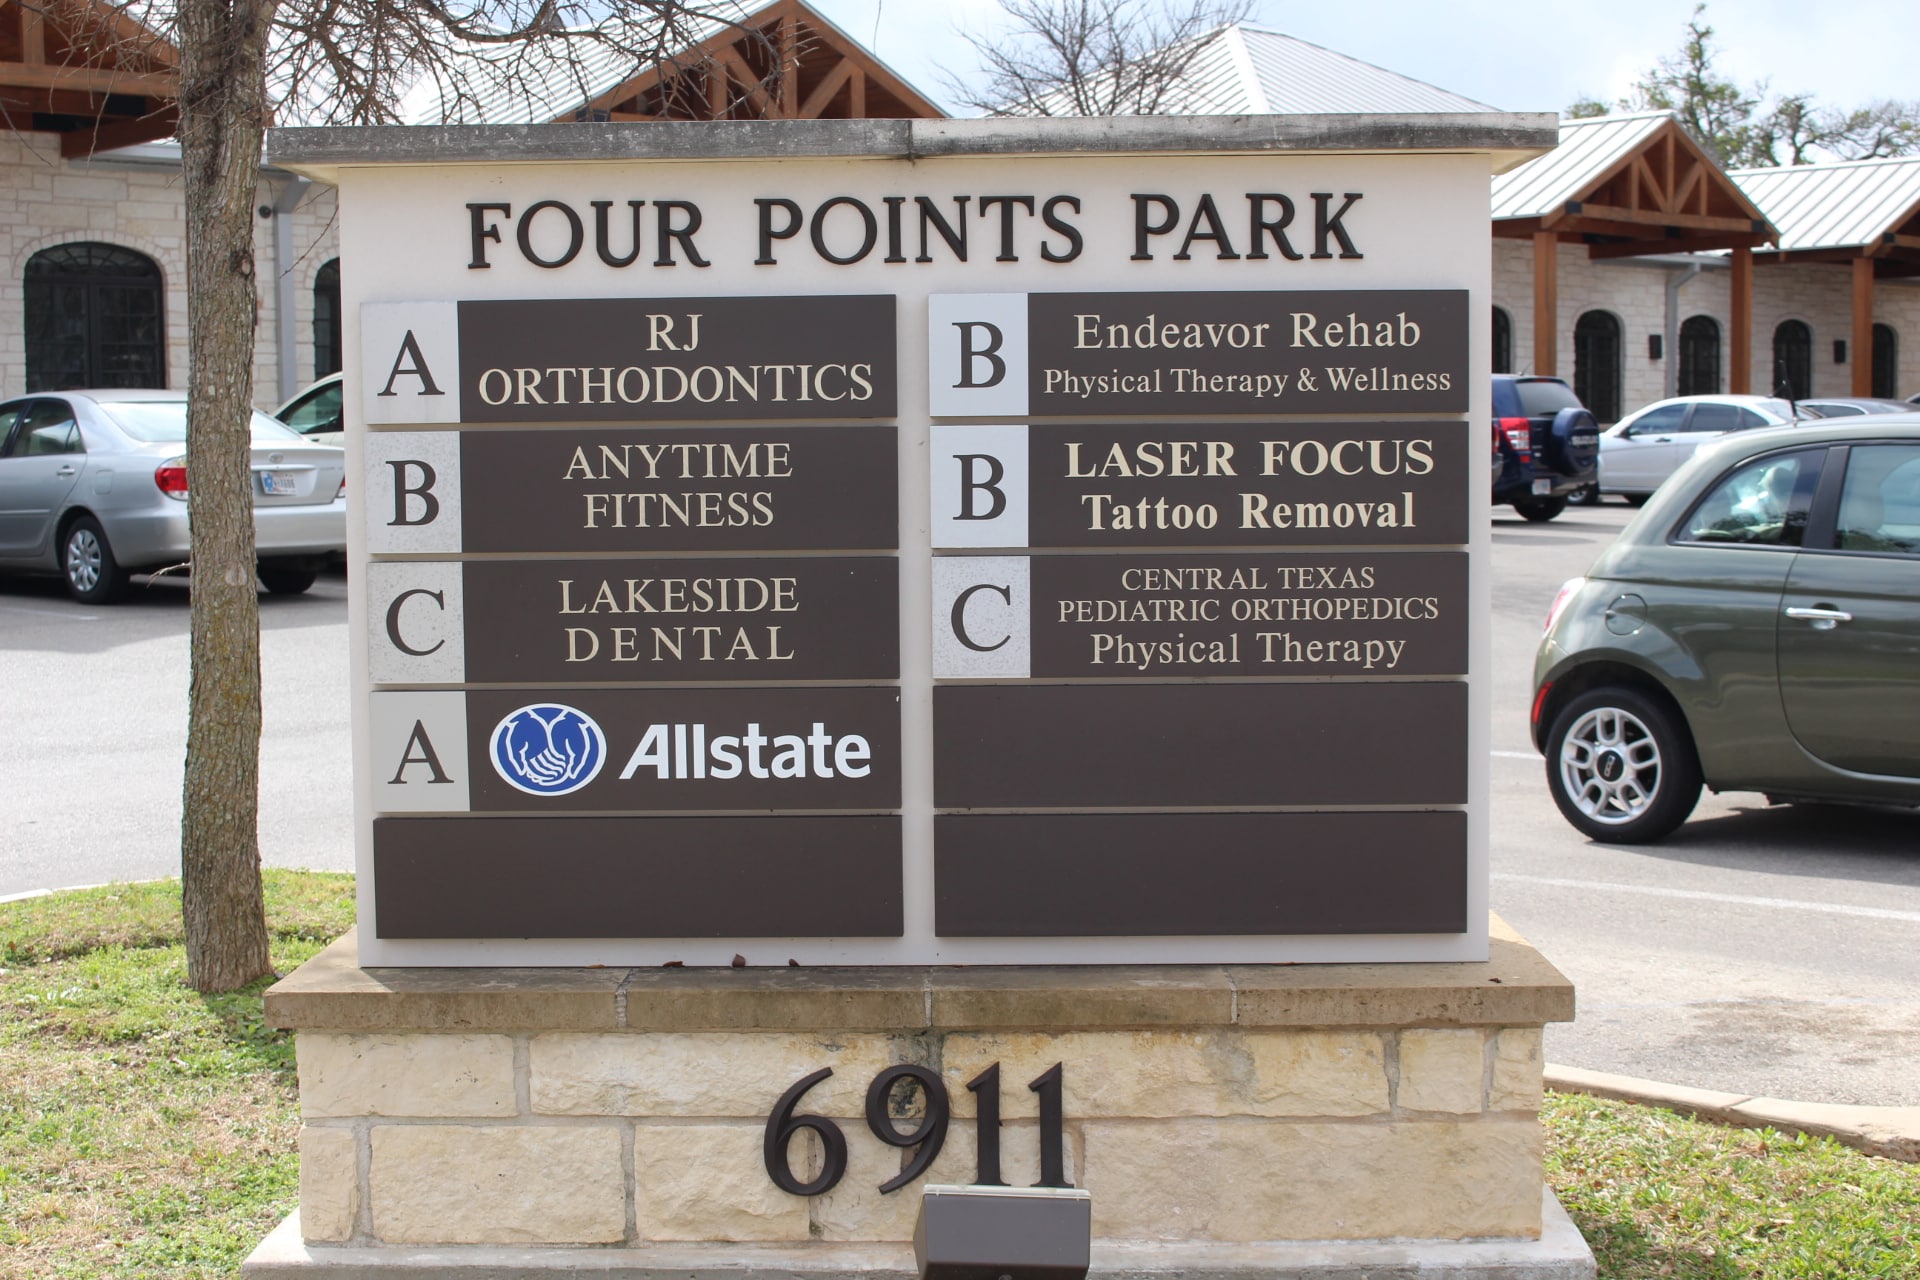 FOUR POINTS PARK
A
RJ
ORTHODONTICS
B
ANYTIME
FITNESS
C
LAKESIDE
DENTAL
A
Allstate
B
Endeavor Rehab
Physical Therapy & Wellness
B
LASER FOCUS
Tattoo Removal
C
CENTRAL TEXAS
PEDIATRIC ORTHOPEDICS
Physical Therapy
6911